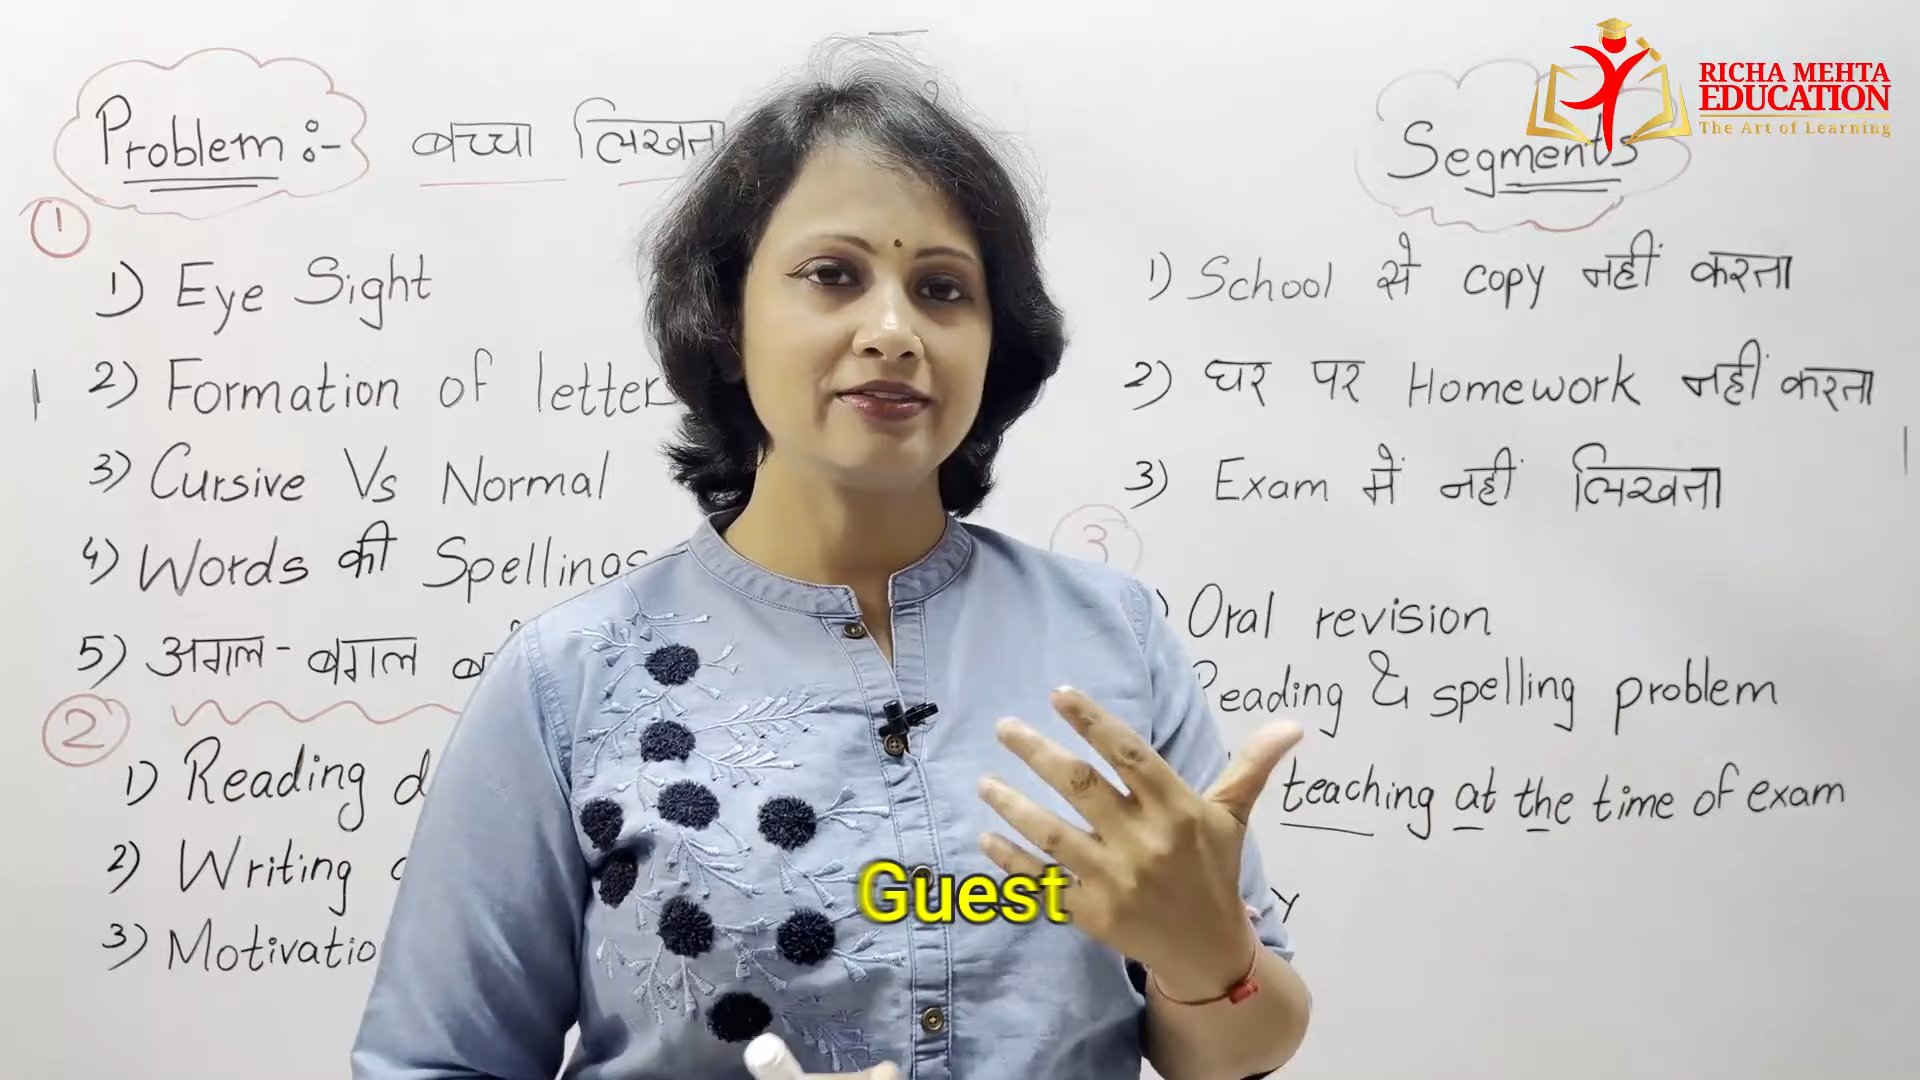 RICHA MEHTA
EDUCATION
The Art of Learning
Problem :- बच्चा लिखता
1
1) Eye Sight
2) Formation of letter
3) Cursive Vs Normal
4) Words की Spellings
5) अगल - बगल
2
1) Reading
2) Writing
3) Motivatio
Segments
1) School से copy नहीं करता
2) घर पर Homework नहीं करता
3) Exam में नहीं लिखता
3
Oral revision
Reading & spelling problem
teaching at the time of exam
Guest